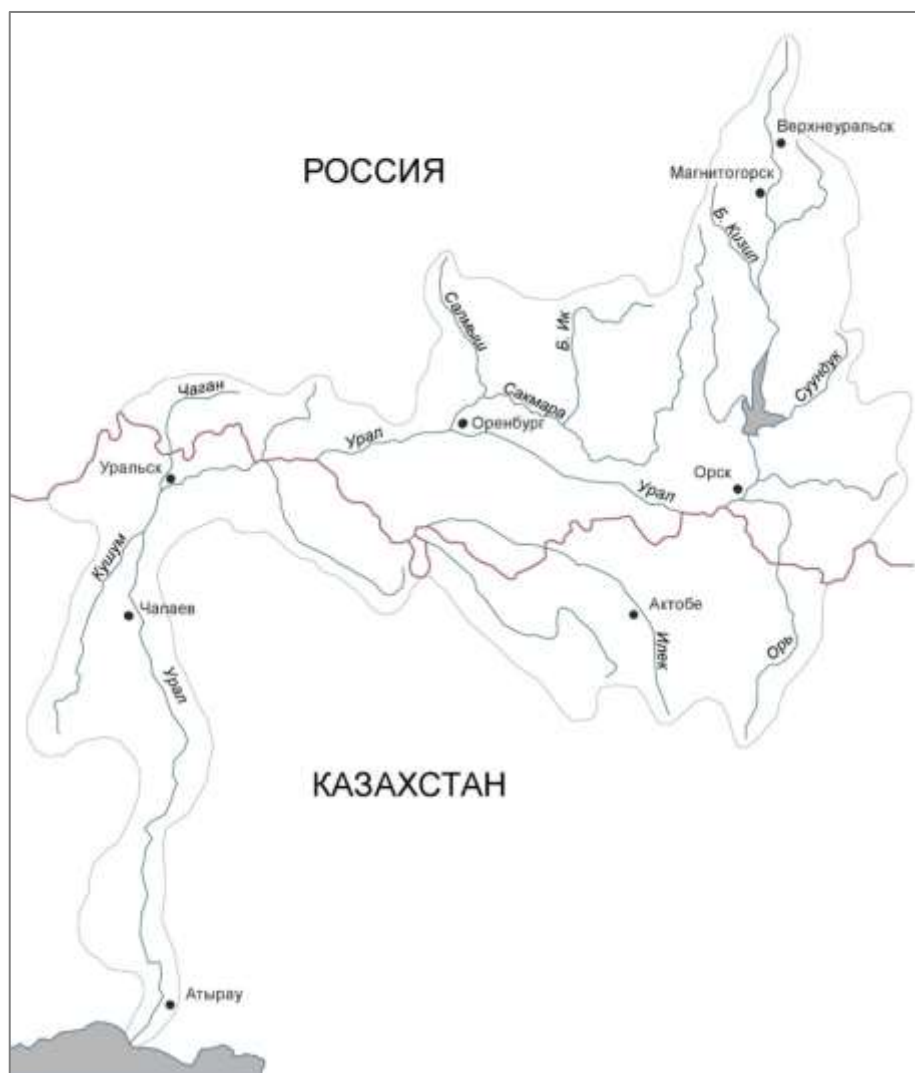 Верхнеуральск
РОССИЯ
Магнитогорск
Б. Кизил
Салмыш
Б. Ик
Суундук
Чаган
Сакмара
Оренбург
Урал
Уральск
Орск
Урал
Кушум
Чапаев
Актобе
Илек
Орь
Урал
КАЗАХСТАН
Атырау